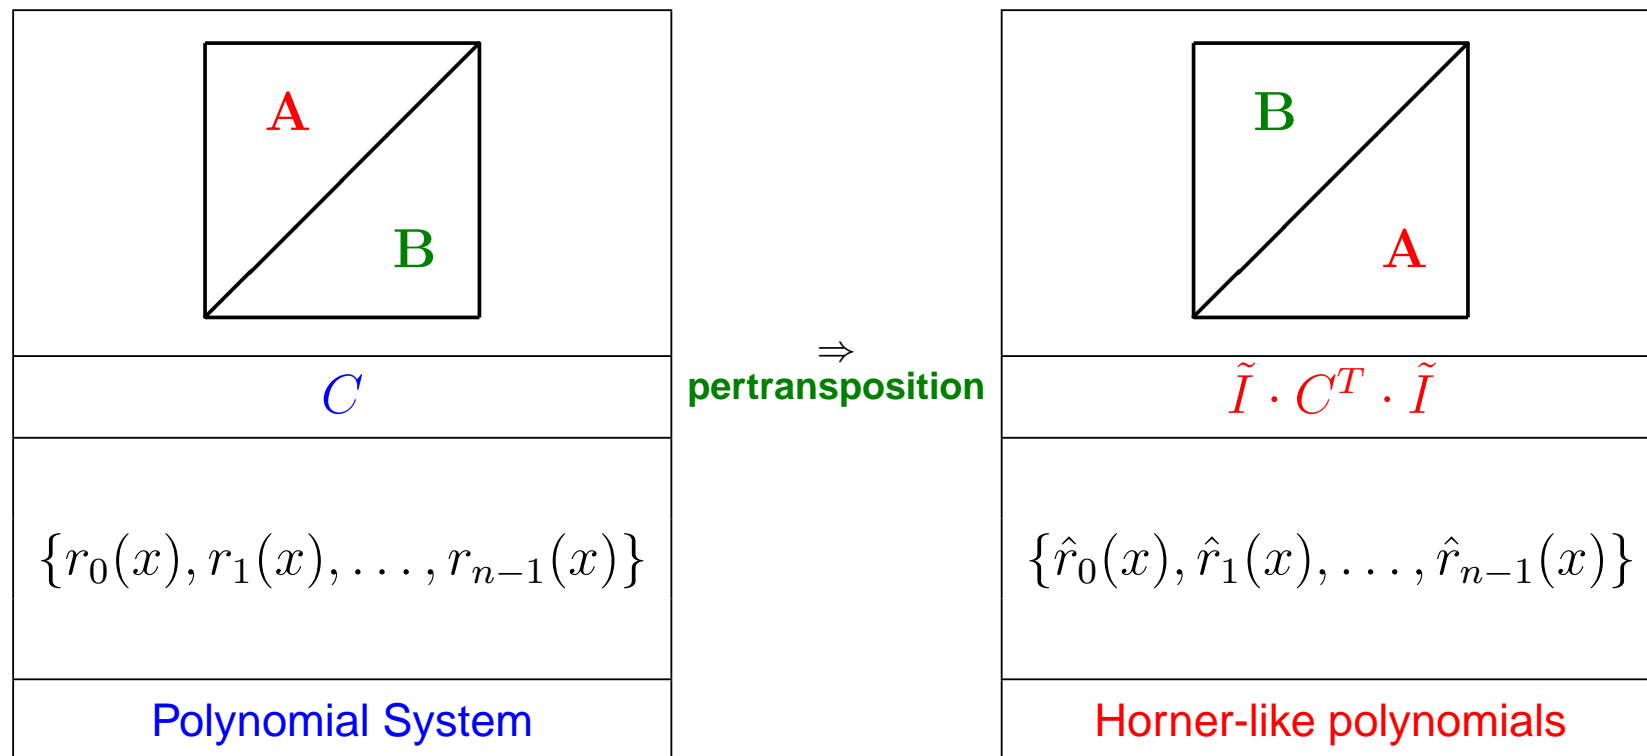 A
B
C
{r_0(x), r_1(x), . . . , r_{n−1}(x)}
Polynomial System
⇒
pertransposition
B
A
Ĩ · C^T · Ĩ
{r̂_0(x), r̂_1(x), . . . , r̂_{n−1}(x)}
Horner-like polynomials